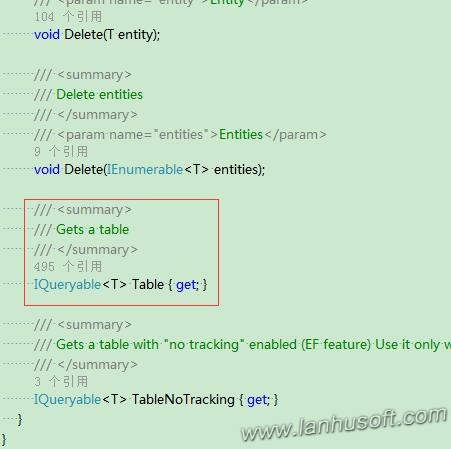 /// <param name="entity">Entity</param>
104 个引用
void Delete(T entity);
/// <summary>
/// Delete entities
/// </summary>
/// <param name="entities">Entities</param>
9 个引用
void Delete(IEnumerable<T> entities);
/// <summary>
/// Gets a table
/// </summary>
495 个引用
IQueryable<T> Table { get; }
/// <summary>
/// Gets a table with "no tracking" enabled (EF feature) Use it only w
/// </summary>
3 个引用
IQueryable<T> TableNoTracking { get; }
}
}
www.lanhusoft.com